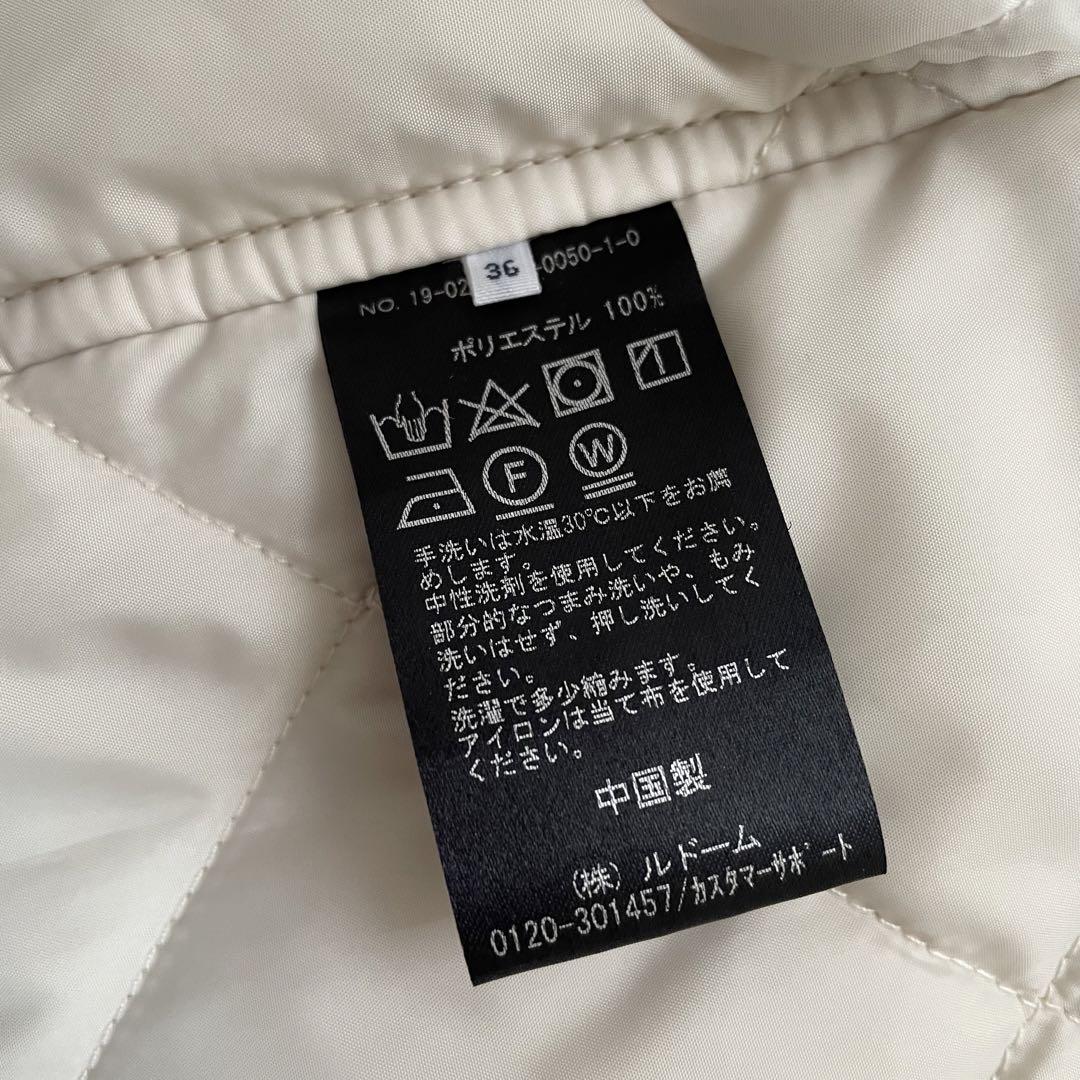 36
NO. 19-02 -0050-1-0
ポリエステル 100%
F W
手洗いは水温30℃以下をお薦
めします。
中性洗剤を使用してください。
部分的なつまみ洗いや、もみ
洗いはせず、押し洗いしてく
ださい。
洗濯で多少縮みます。
アイロンは当て布を使用して
ください。
中国製
(株) ルドーム
0120-301457/カスタマーサポート